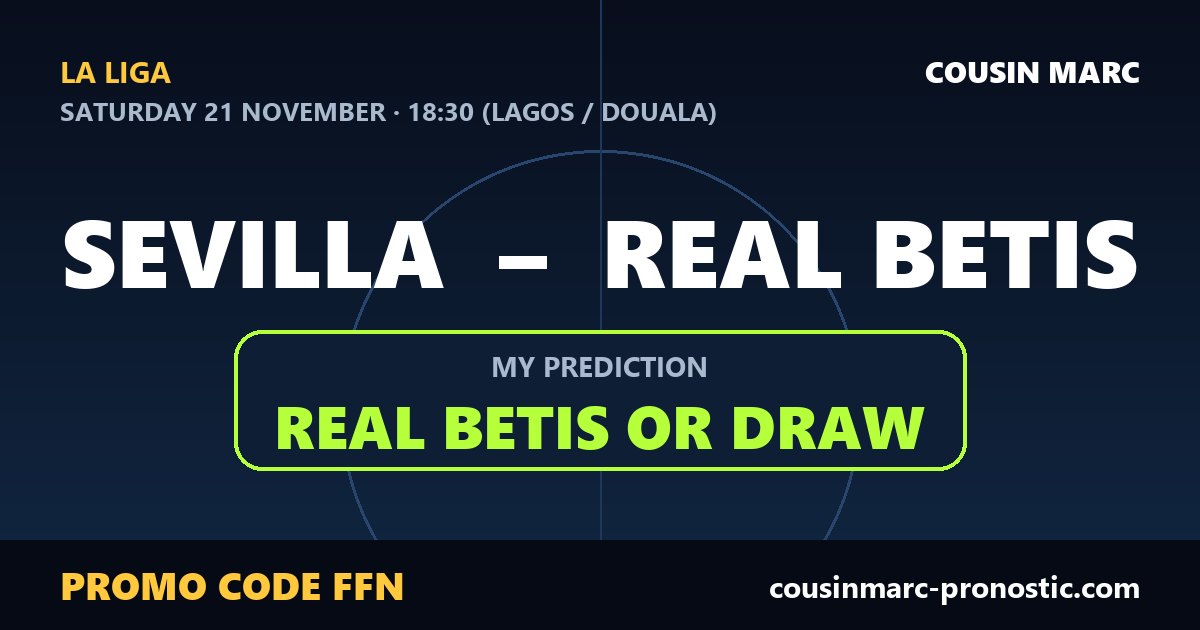 LA LIGA
COUSIN MARC
SATURDAY 21 NOVEMBER · 18:30 (LAGOS / DOUALA)
SEVILLA – REAL BETIS
MY PREDICTION
REAL BETIS OR DRAW
PROMO CODE FFN
cousinmarc-pronostic.com